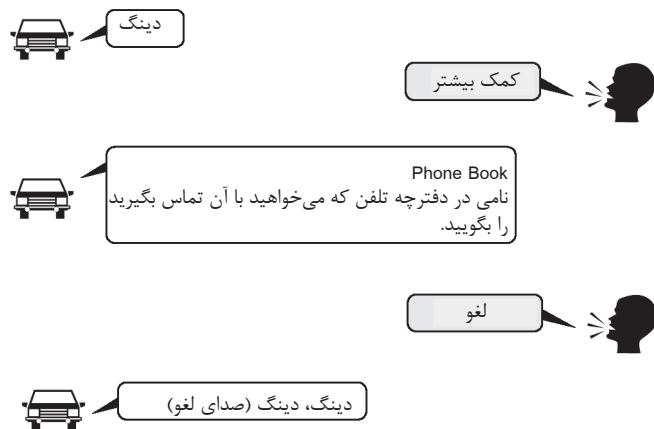 دینگ
کمک بیشتر
Phone Book
نامی در دفترچه تلفن که می‌خواهید با آن تماس بگیرید
را بگویید.
لغو
دینگ، دینگ (صدای لغو)